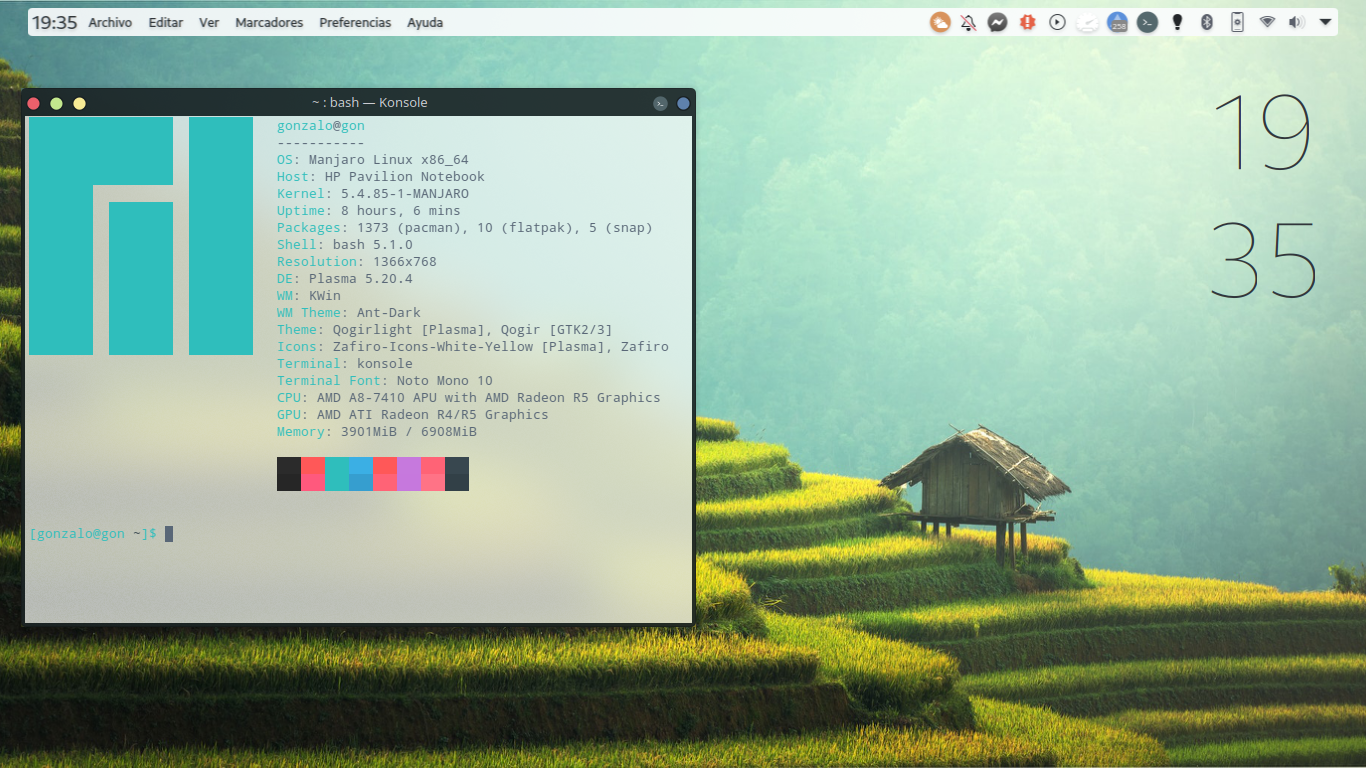 19:35 Archivo Editar Ver Marcadores Preferencias Ayuda
258
~ : bash — Konsole
19
35
gonzalo@gon
-----------
OS: Manjaro Linux x86_64
Host: HP Pavilion Notebook
Kernel: 5.4.85-1-MANJARO
Uptime: 8 hours, 6 mins
Packages: 1373 (pacman), 10 (flatpak), 5 (snap)
Shell: bash 5.1.0
Resolution: 1366x768
DE: Plasma 5.20.4
WM: KWin
WM Theme: Ant-Dark
Theme: Qogirlight [Plasma], Qogir [GTK2/3]
Icons: Zafiro-Icons-White-Yellow [Plasma], Zafiro
Terminal: konsole
Terminal Font: Noto Mono 10
CPU: AMD A8-7410 APU with AMD Radeon R5 Graphics
GPU: AMD ATI Radeon R4/R5 Graphics
Memory: 3901MiB / 6908MiB
[gonzalo@gon ~]$